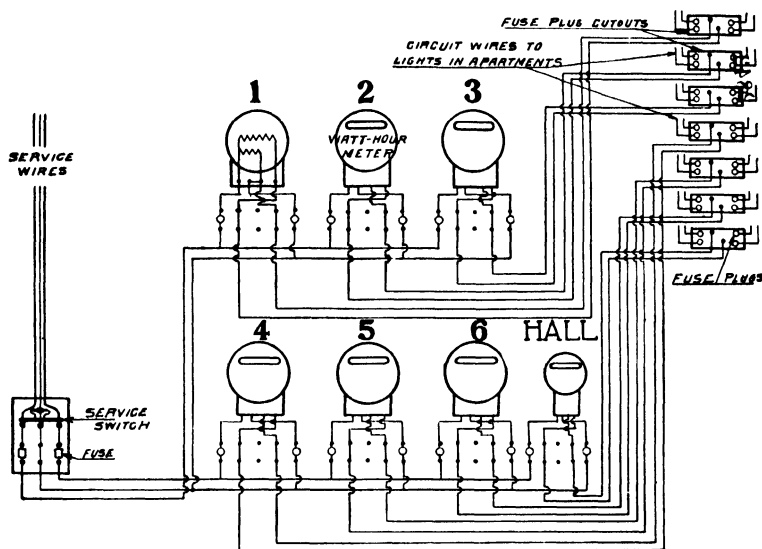 FUSE PLUG CUTOUTS
CIRCUIT WIRES TO
LIGHTS IN APARTMENTS
1
2
3
WATT-HOUR
METER
SERVICE
WIRES
FUSE PLUGS
4
5
6
HALL
SERVICE
SWITCH
FUSE